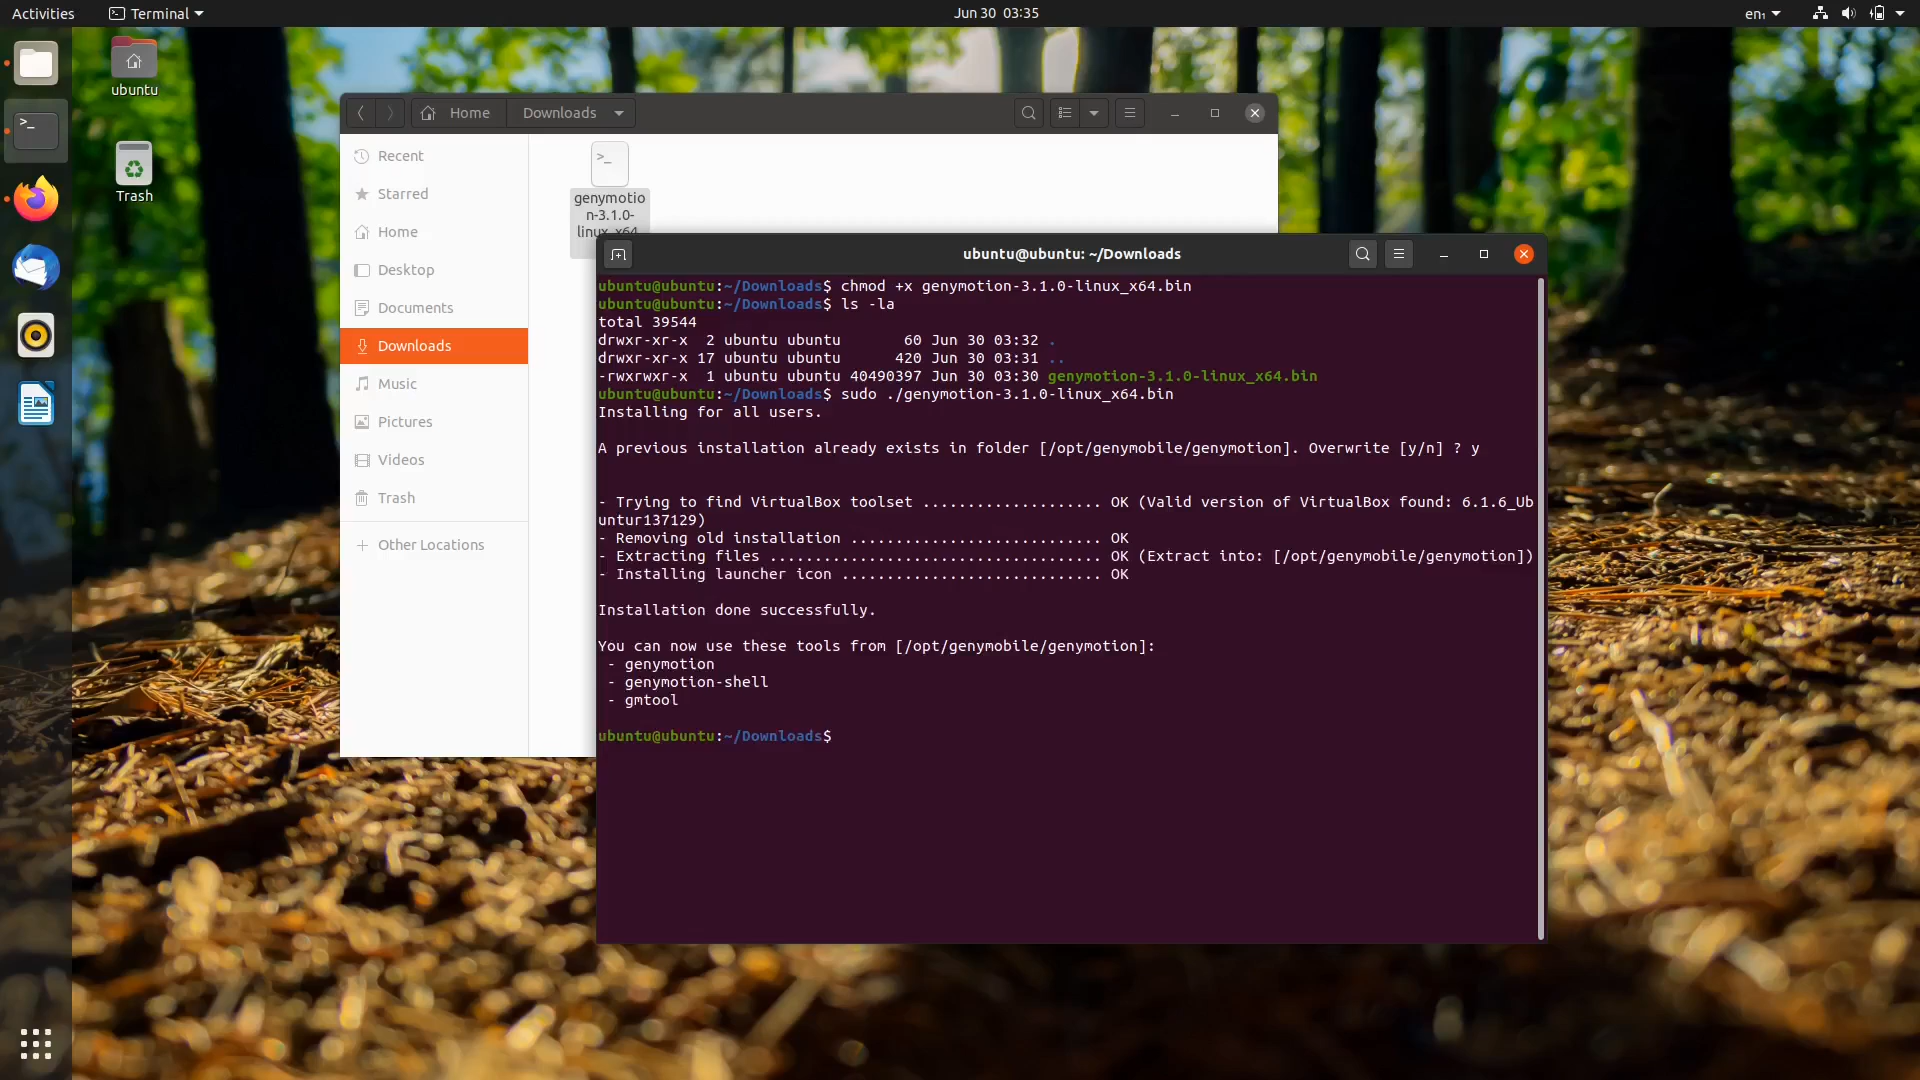 Activities
Terminal
Jun 30 03:35
en₁
ubuntu
Trash
Home
Downloads
Recent
Starred
Home
Desktop
Documents
Downloads
Music
Pictures
Videos
Trash
Other Locations
>_
genymotio
n-3.1.0-
linux_x64.
ubuntu@ubuntu: ~/Downloads
ubuntu@ubuntu:~/Downloads$ chmod +x genymotion-3.1.0-linux_x64.bin
ubuntu@ubuntu:~/Downloads$ ls -la
total 39544
drwxr-xr-x  2 ubuntu ubuntu       60 Jun 30 03:32 .
drwxr-xr-x 17 ubuntu ubuntu      420 Jun 30 03:31 ..
-rwxrwxr-x  1 ubuntu ubuntu 40490397 Jun 30 03:30 genymotion-3.1.0-linux_x64.bin
ubuntu@ubuntu:~/Downloads$ sudo ./genymotion-3.1.0-linux_x64.bin
Installing for all users.
A previous installation already exists in folder [/opt/genymobile/genymotion]. Overwrite [y/n] ? y
- Trying to find VirtualBox toolset .................... OK (Valid version of VirtualBox found: 6.1.6_Ub
untur137129)
- Removing old installation ............................ OK
- Extracting files ..................................... OK (Extract into: [/opt/genymobile/genymotion])
- Installing launcher icon ............................. OK
Installation done successfully.
You can now use these tools from [/opt/genymobile/genymotion]:
- genymotion
- genymotion-shell
- gmtool
ubuntu@ubuntu:~/Downloads$